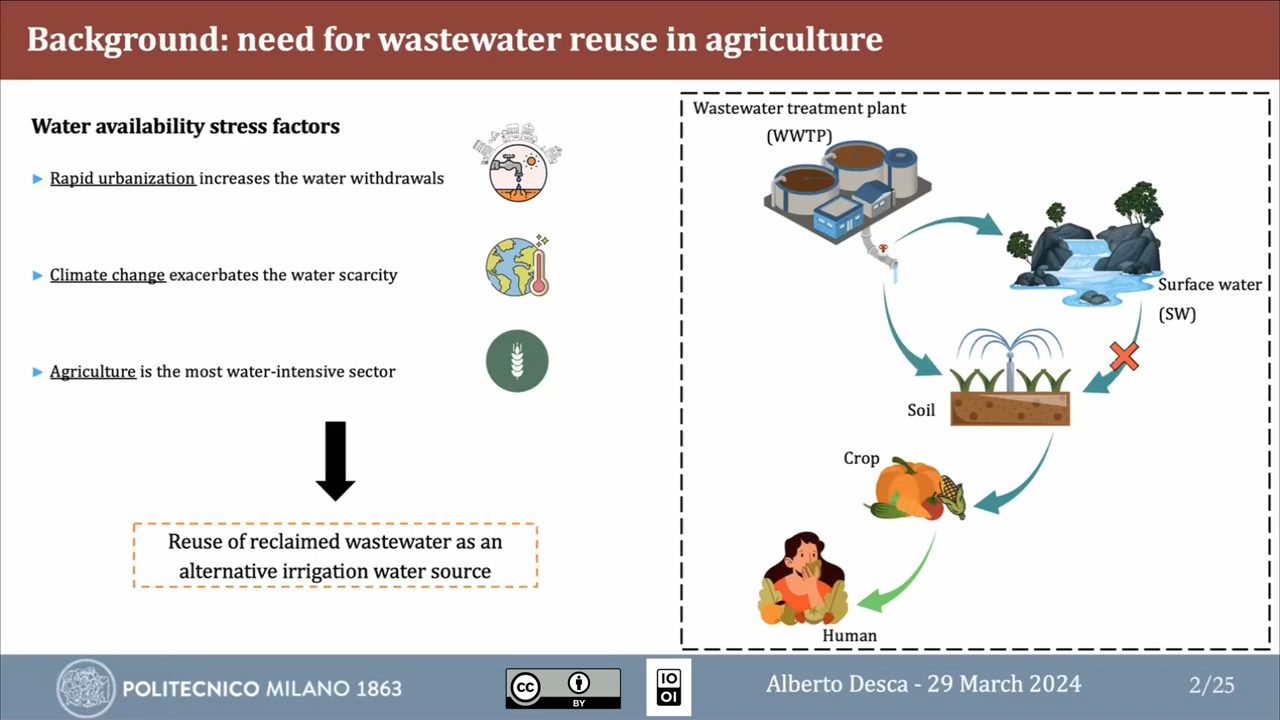 Background: need for wastewater reuse in agriculture
Water availability stress factors
Rapid urbanization increases the water withdrawals
Climate change exacerbates the water scarcity
Agriculture is the most water-intensive sector
Reuse of reclaimed wastewater as an
alternative irrigation water source
Wastewater treatment plant
(WWTP)
Surface water
(SW)
Soil
Crop
Human
POLITECNICO MILANO 1863
CC
BY
IO
OI
Alberto Desca - 29 March 2024
2/25